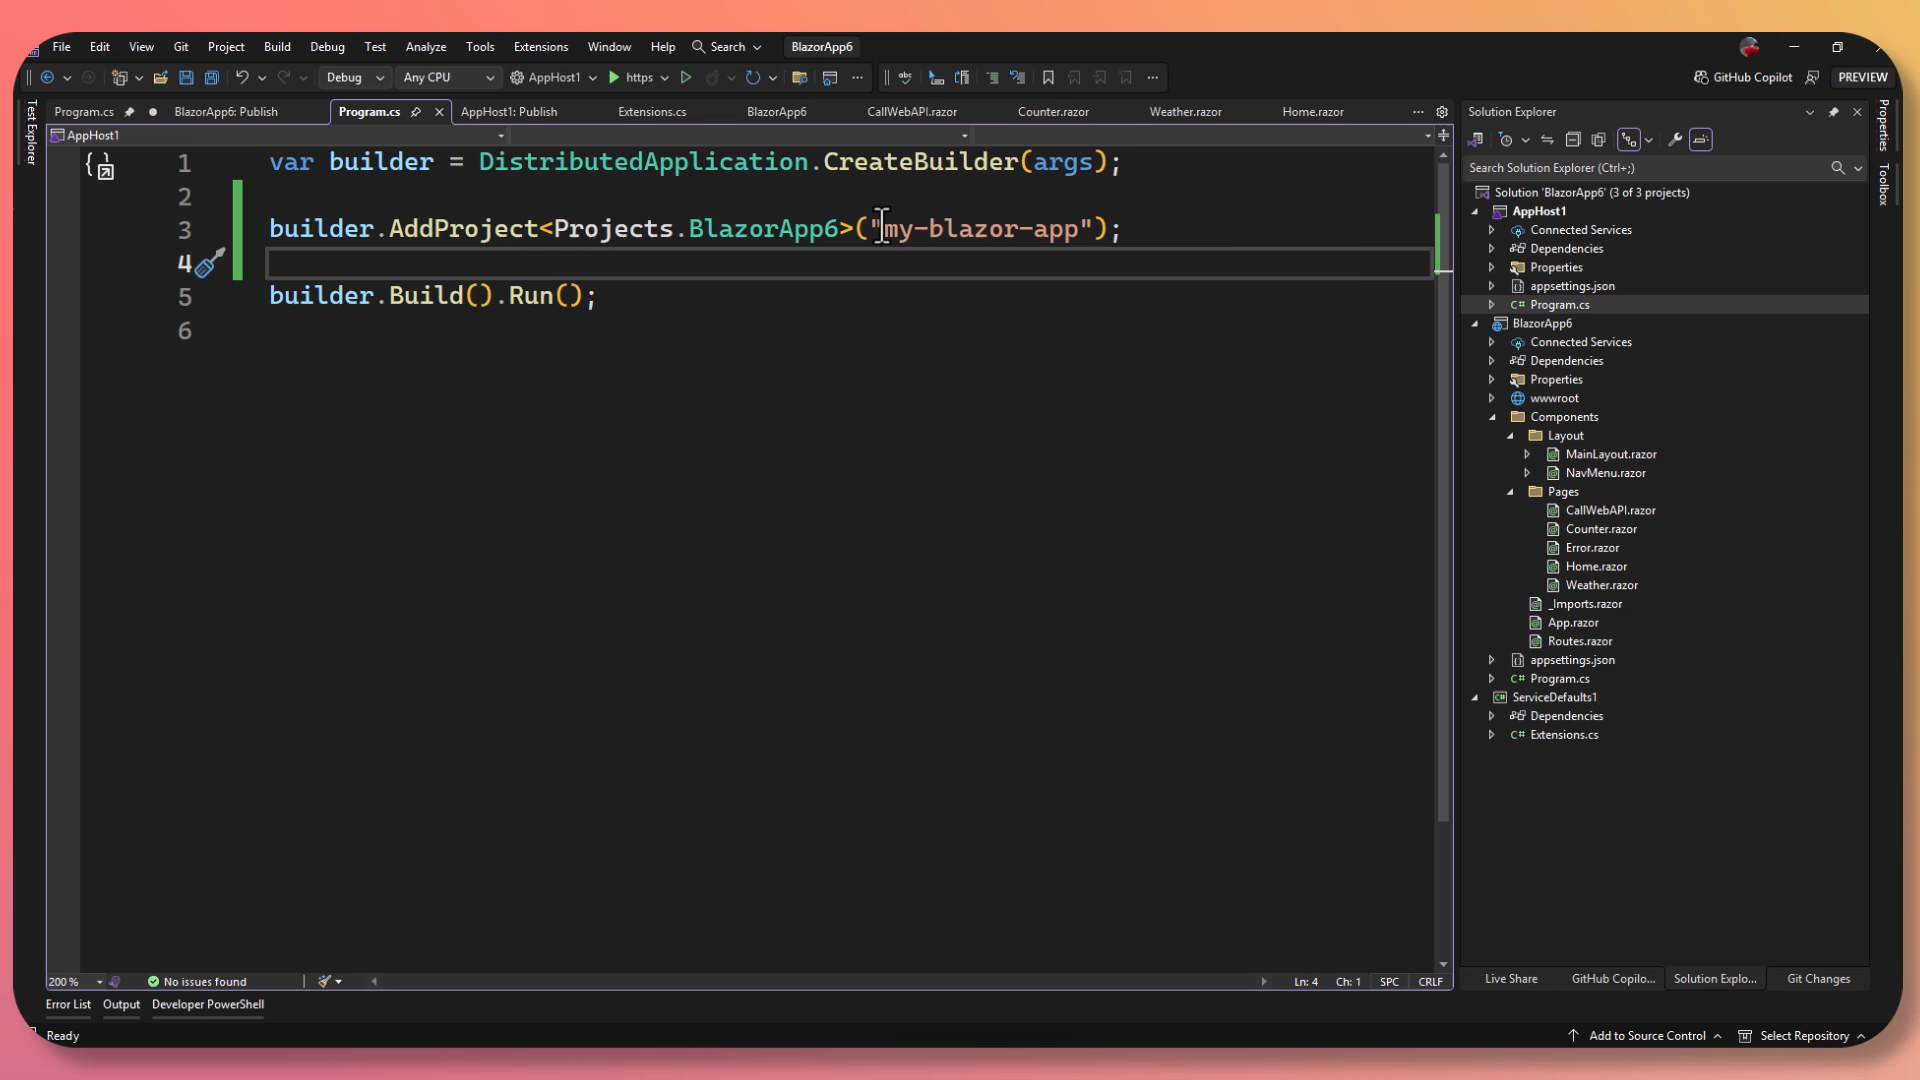 File Edit View Git Project Build Debug Test Analyze Tools Extensions Window Help Search BlazorApp6
Debug Any CPU AppHost1 https GitHub Copilot PREVIEW
Program.cs BlazorApp6: Publish Program.cs AppHost1: Publish Extensions.cs BlazorApp6 CallWebAPI.razor Counter.razor Weather.razor Home.razor
AppHost1
1 var builder = DistributedApplication.CreateBuilder(args);
2
3 builder.AddProject<Projects.BlazorApp6>("my-blazor-app");
4
5 builder.Build().Run();
6
200 % No issues found Ln: 4 Ch: 1 SPC CRLF
Error List Output Developer PowerShell
Test Explorer
Solution Explorer
Search Solution Explorer (Ctrl+;)
Solution 'BlazorApp6' (3 of 3 projects)
AppHost1
Connected Services
Dependencies
Properties
appsettings.json
C# Program.cs
BlazorApp6
Connected Services
Dependencies
Properties
wwwroot
Components
Layout
MainLayout.razor
NavMenu.razor
Pages
CallWebAPI.razor
Counter.razor
Error.razor
Home.razor
Weather.razor
_Imports.razor
App.razor
Routes.razor
appsettings.json
C# Program.cs
C# ServiceDefaults1
Dependencies
C# Extensions.cs
Live Share GitHub Copilo... Solution Explo... Git Changes
Properties
Toolbox
Ready Add to Source Control Select Repository